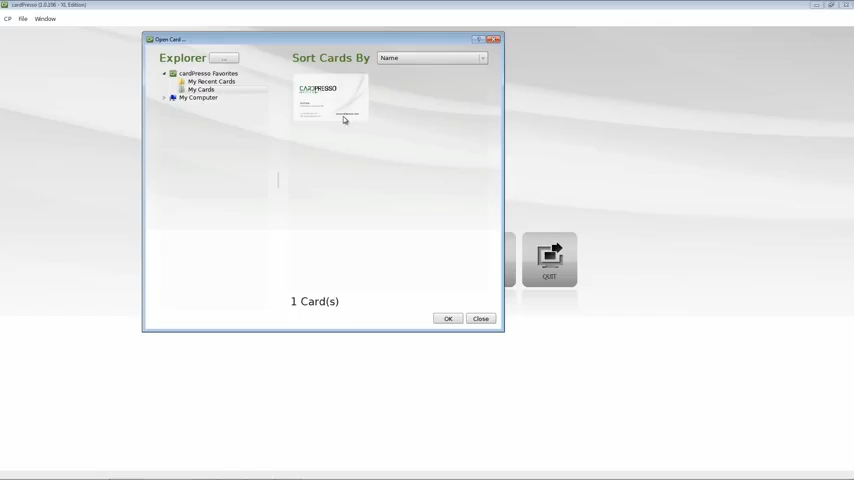 cardPresso (1.0.206 - XL Edition)
CP File Window
Open Card ...
Explorer ...
Sort Cards By Name
cardPresso Favorites
My Recent Cards
My Cards
My Computer
CARDPRESSO
QUIT
1 Card(s)
OK Close